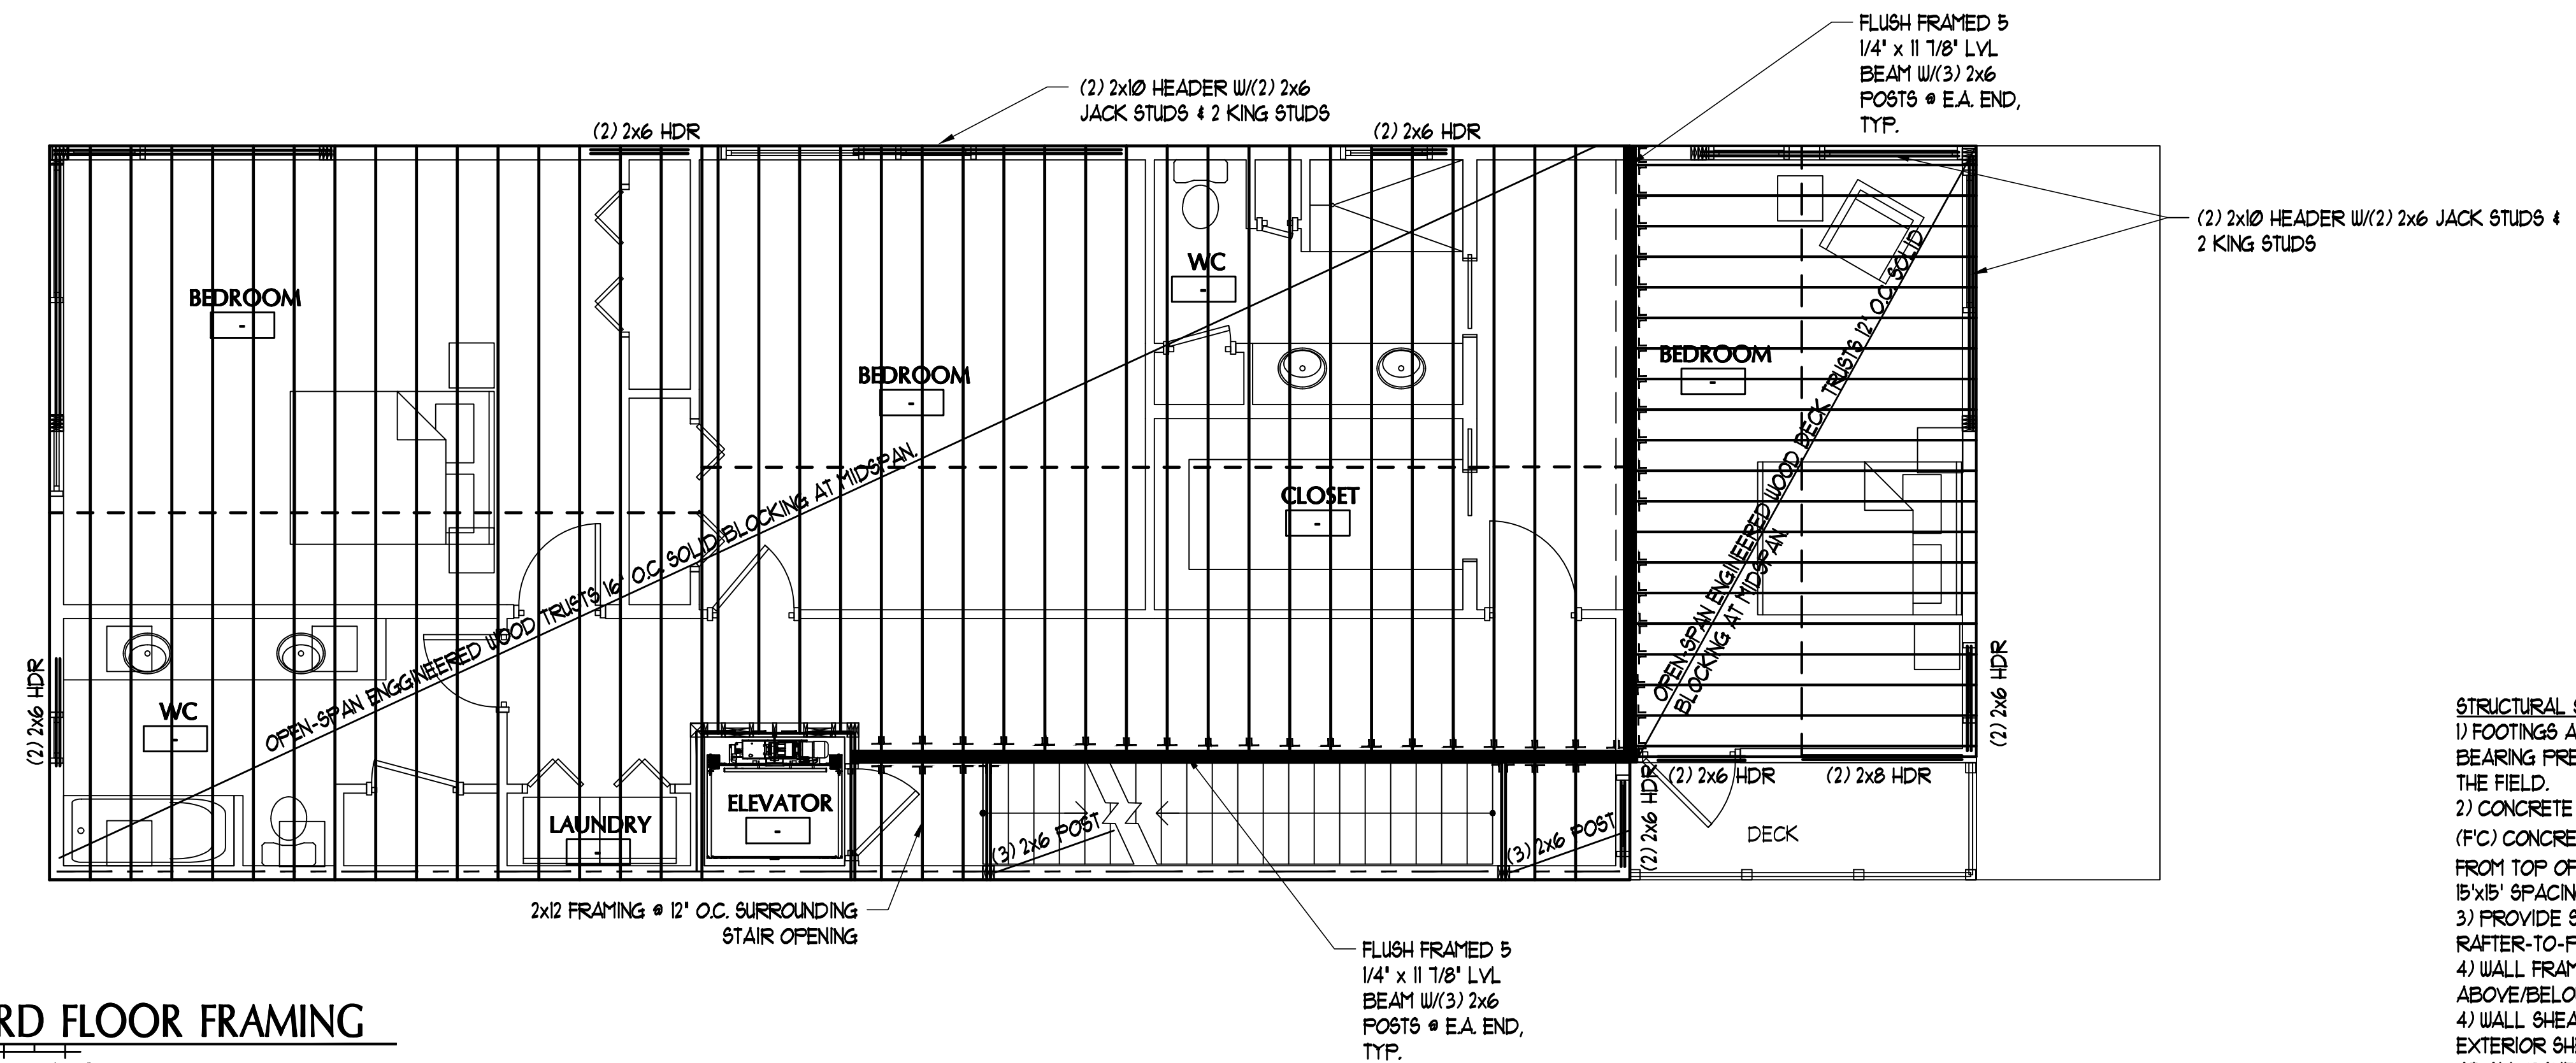 FLUSH FRAMED 5
1/4" x 11 7/8" LVL
BEAM W/(3) 2x6
POSTS @ E.A. END,
TYP.
(2) 2x10 HEADER W/(2) 2x6
JACK STUDS & 2 KING STUDS
(2) 2x6 HDR
(2) 2x6 HDR
(2) 2x10 HEADER W/(2) 2x6 JACK STUDS &
2 KING STUDS
BEDROOM
WC
BEDROOM
BEDROOM
CLOSET
OPEN-SPAN ENGGINEERED WOOD TRUSTS 16' O.C. SOLID BLOCKING AT MIDSPAN.
OPEN-SPAN ENGINEERED WOOD DECK TRUSTS 12' O.C. SOLID
BLOCKING AT MIDSPAN.
(2) 2x6 HDR
WC
LAUNDRY
ELEVATOR
(3) 2x6 POST
(3) 2x6 POST
(2) 2x6 HDR
(2) 2x6 HDR
(2) 2x8 HDR
(2) 2x6 HDR
DECK
2x12 FRAMING @ 12" O.C. SURROUNDING
STAIR OPENING
FLUSH FRAMED 5
1/4" x 11 7/8" LVL
BEAM W/(3) 2x6
POSTS @ E.A. END,
TYP.
RD FLOOR FRAMING
STRUCTURAL S
1) FOOTINGS A
BEARING PRE
THE FIELD.
2) CONCRETE
(F'C) CONCRE
FROM TOP OF
15'x15' SPACIN
3) PROVIDE S
RAFTER-TO-F
4) WALL FRAM
ABOVE/BELO
4) WALL SHEA
EXTERIOR SH